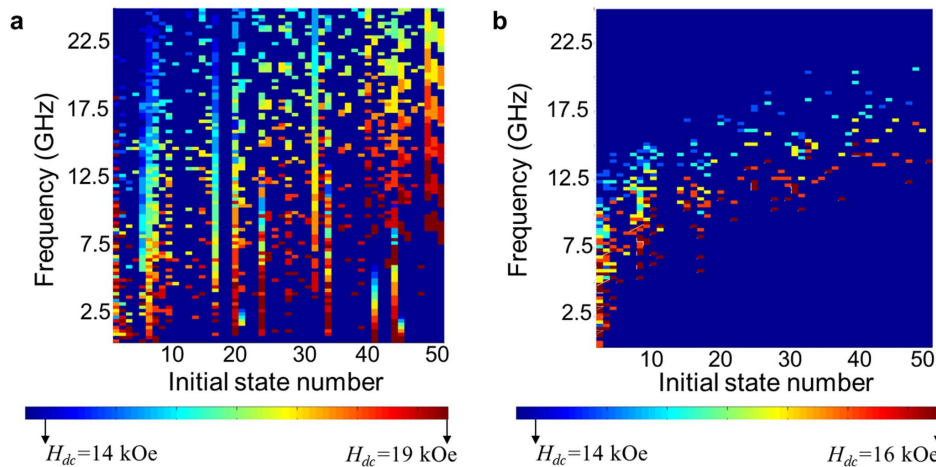 a
22.5
17.5
12.5
7.5
2.5
Frequency (GHz)
10 20 30 40 50
Initial state number
H_dc=14 kOe H_dc=19 kOe
b
22.5
17.5
12.5
7.5
2.5
Frequency (GHz)
10 20 30 40 50
Initial state number
H_dc=14 kOe H_dc=16 kOe